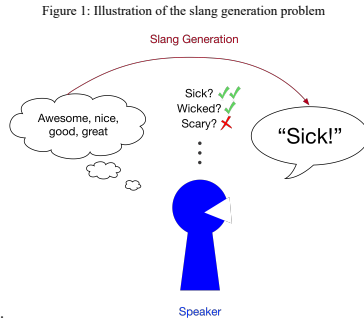 Figure 1: Illustration of the slang generation problem
Slang Generation
Sick?
Wicked?
Scary?
Awesome, nice,
good, great
“Sick!”
Speaker